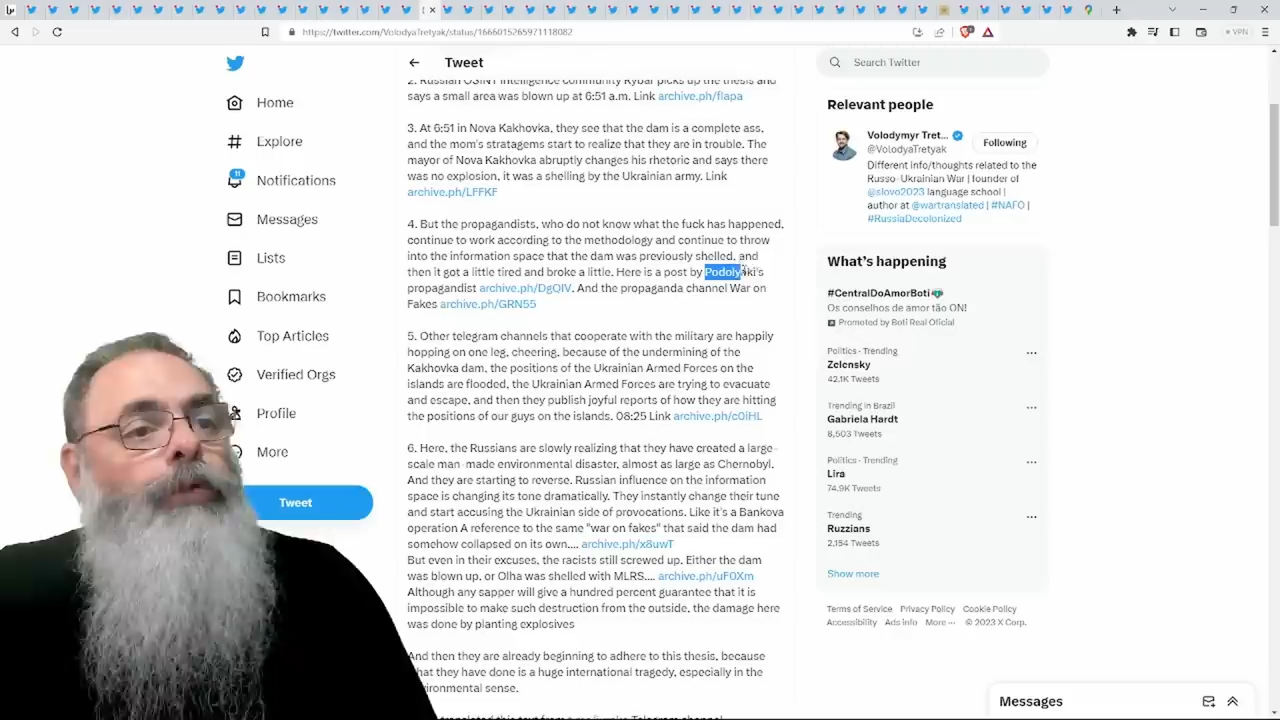 https://twitter.com/VolodyaTretyak/status/1666015265971118082
VPN
Home
Explore
11
Notifications
Messages
Lists
Bookmarks
Top Articles
Verified Orgs
Profile
More
Tweet
Tweet
2. Russian OSINT intelligence community Rybar picks up the thesis and
says a small area was blown up at 6:51 a.m. Link archive.ph/flapa
3. At 6:51 in Nova Kakhovka, they see that the dam is a complete ass,
and the mom's stratagems start to realize that they are in trouble. The
mayor of Nova Kakhovka abruptly changes his rhetoric and says there
was no explosion, it was a shelling by the Ukrainian army. Link
archive.ph/LFFKF
4. But the propagandists, who do not know what the fuck has happened,
continue to work according to the methodology and continue to throw
into the information space that the dam was previously shelled, and
then it got a little tired and broke a little. Here is a post by
propagandist archive.ph/DgQIV. And the propaganda channel War on
Fakes archive.ph/GRN55
5. Other telegram channels that cooperate with the military are happily
hopping on one leg, cheering, because of the undermining of the
Kakhovka dam, the positions of the Ukrainian Armed Forces on the
islands are flooded, the Ukrainian Armed Forces are trying to evacuate
and escape, and then they publish joyful reports of how they are hitting
the positions of our guys on the islands. 08:25 Link archive.ph/c0iHL
6. Here, the Russians are slowly realizing that they have created a large-
scale man-made environmental disaster, almost as large as Chernobyl.
And they are starting to reverse. Russian influence on the information
space is changing its tone dramatically. They instantly change their tune
and start accusing the Ukrainian side of provocations. Like it's a Bankova
operation A reference to the same "war on fakes" that said the dam had
somehow collapsed on its own.... archive.ph/x8uwT
But even in their excuses, the racists still screwed up. Either the dam
was blown up, or Olha was shelled with MLRS.... archive.ph/uF0Xm
Although any sapper will give a hundred percent guarantee that it is
impossible to make such destruction from the outside, the damage here
was done by planting explosives
And then they are already beginning to adhere to this thesis, because
they have done is a huge international tragedy, especially in the
sense.
Search Twitter
Relevant people
Volodymyr Tret...
@VolodyaTretyak
Following
Different info/thoughts related to the
Russo-Ukrainian War | founder of
@slovo2023 language school |
author at @wartranslated | #NAFO |
#RussiaDecolonized
What's happening
#CentralDoAmorBoti
Os conselhos de amor tão ON!
Promoted by Boti Real Oficial
Politics · Trending
Zelensky
42.1K Tweets
Trending in Brazil
Gabriela Hardt
8,503 Tweets
Politics · Trending
Lira
74.9K Tweets
Trending
Ruzzians
2,154 Tweets
Show more
Terms of Service Privacy Policy Cookie Policy
Accessibility Ads info More ··· © 2023 X Corp.
Messages